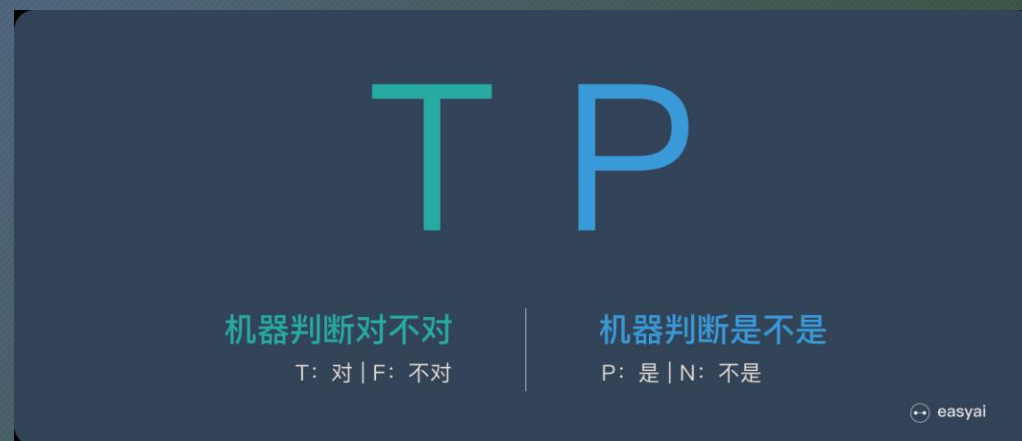 T P
机器判断对不对
T：对 | F：不对
机器判断是不是
P：是 | N：不是
easyai